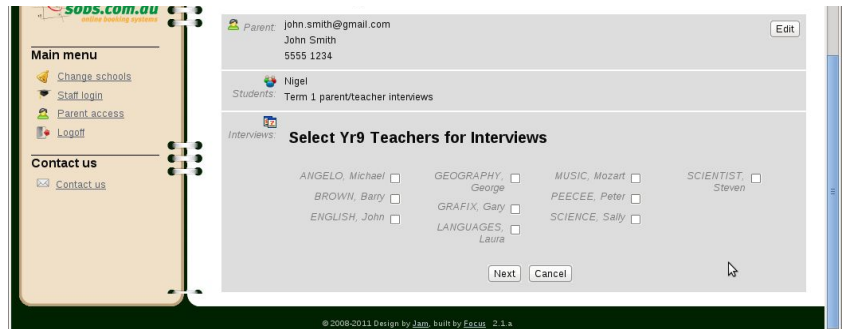 sobs.com.au
online booking systems
Main menu
Change schools
Staff login
Parent access
Logoff
Contact us
Contact us
Parent: john.smith@gmail.com
John Smith
5555 1234
Edit
Students: Nigel
Term 1 parent/teacher interviews
Interviews: Select Yr9 Teachers for Interviews
ANGELO, Michael
BROWN, Barry
ENGLISH, John
GEOGRAPHY,
George
GRAFIX, Gary
LANGUAGES,
Laura
MUSIC, Mozart
PEECEE, Peter
SCIENCE, Sally
SCIENTIST,
Steven
Next Cancel
© 2008-2011 Design by Jam, built by Focus 2.1.a